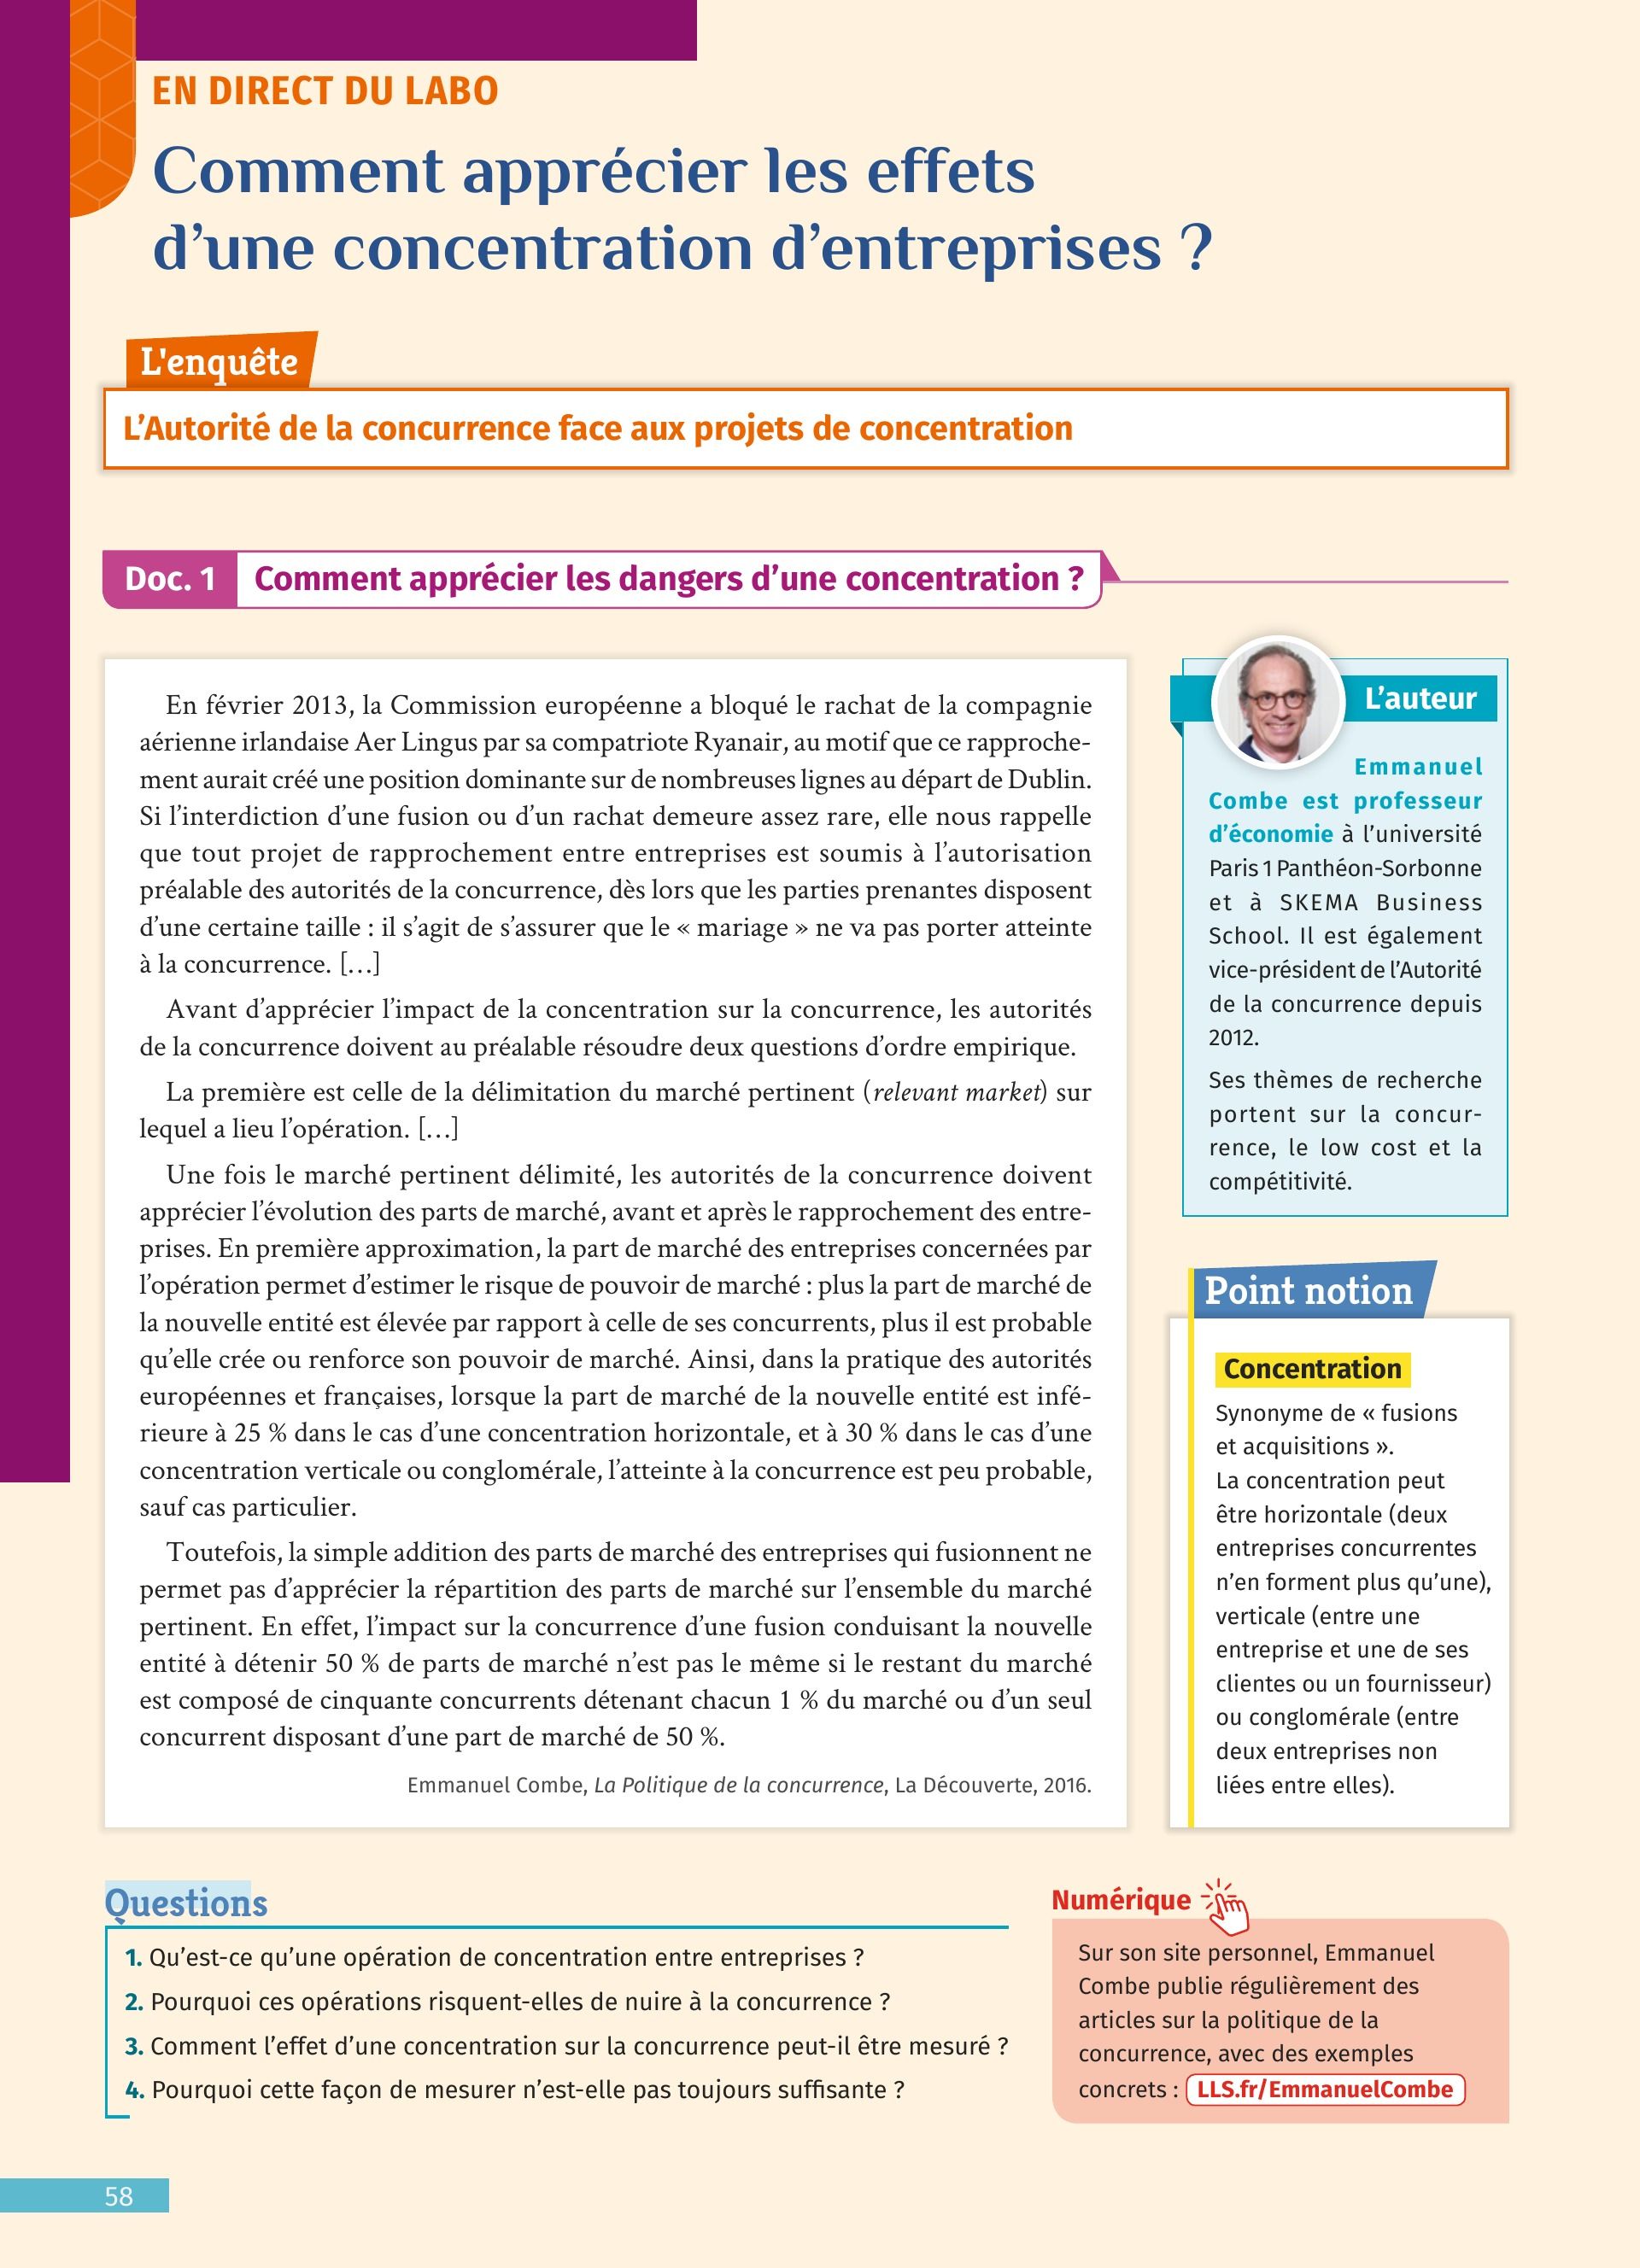 EN DIRECT DU LABO
Comment apprécier les effets
d’une concentration d’entreprises ?
L'enquête
L’Autorité de la concurrence face aux projets de concentration
Doc. 1 Comment apprécier les dangers d’une concentration ?
En février 2013, la Commission européenne a bloqué le rachat de la compagnie
aérienne irlandaise Aer Lingus par sa compatriote Ryanair, au motif que ce rapproche-
ment aurait créé une position dominante sur de nombreuses lignes au départ de Dublin.
Si l’interdiction d’une fusion ou d’un rachat demeure assez rare, elle nous rappelle
que tout projet de rapprochement entre entreprises est soumis à l’autorisation
préalable des autorités de la concurrence, dès lors que les parties prenantes disposent
d’une certaine taille : il s’agit de s’assurer que le « mariage » ne va pas porter atteinte
à la concurrence. […]
Avant d’apprécier l’impact de la concentration sur la concurrence, les autorités
de la concurrence doivent au préalable résoudre deux questions d’ordre empirique.
La première est celle de la délimitation du marché pertinent (relevant market) sur
lequel a lieu l’opération. […]
Une fois le marché pertinent délimité, les autorités de la concurrence doivent
apprécier l’évolution des parts de marché, avant et après le rapprochement des entre-
prises. En première approximation, la part de marché des entreprises concernées par
l’opération permet d’estimer le risque de pouvoir de marché : plus la part de marché de
la nouvelle entité est élevée par rapport à celle de ses concurrents, plus il est probable
qu’elle crée ou renforce son pouvoir de marché. Ainsi, dans la pratique des autorités
européennes et françaises, lorsque la part de marché de la nouvelle entité est infé-
rieure à 25 % dans le cas d’une concentration horizontale, et à 30 % dans le cas d’une
concentration verticale ou conglomérale, l’atteinte à la concurrence est peu probable,
sauf cas particulier.
Toutefois, la simple addition des parts de marché des entreprises qui fusionnent ne
permet pas d’apprécier la répartition des parts de marché sur l’ensemble du marché
pertinent. En effet, l’impact sur la concurrence d’une fusion conduisant la nouvelle
entité à détenir 50 % de parts de marché n’est pas le même si le restant du marché
est composé de cinquante concurrents détenant chacun 1 % du marché ou d’un seul
concurrent disposant d’une part de marché de 50 %.
Emmanuel Combe, La Politique de la concurrence, La Découverte, 2016.
L’auteur
Emmanuel
Combe est professeur
d’économie à l’université
Paris 1 Panthéon-Sorbonne
et à SKEMA Business
School. Il est également
vice-président de l’Autorité
de la concurrence depuis
2012.
Ses thèmes de recherche
portent sur la concur-
rence, le low cost et la
compétitivité.
Point notion
Concentration
Synonyme de « fusions
et acquisitions ».
La concentration peut
être horizontale (deux
entreprises concurrentes
n’en forment plus qu’une),
verticale (entre une
entreprise et une de ses
clientes ou un fournisseur)
ou conglomérale (entre
deux entreprises non
liées entre elles).
Questions
1. Qu’est-ce qu’une opération de concentration entre entreprises ?
2. Pourquoi ces opérations risquent-elles de nuire à la concurrence ?
3. Comment l’effet d’une concentration sur la concurrence peut-il être mesuré ?
4. Pourquoi cette façon de mesurer n’est-elle pas toujours suffisante ?
Numérique
Sur son site personnel, Emmanuel
Combe publie régulièrement des
articles sur la politique de la
concurrence, avec des exemples
concrets : LLS.fr/EmmanuelCombe
58